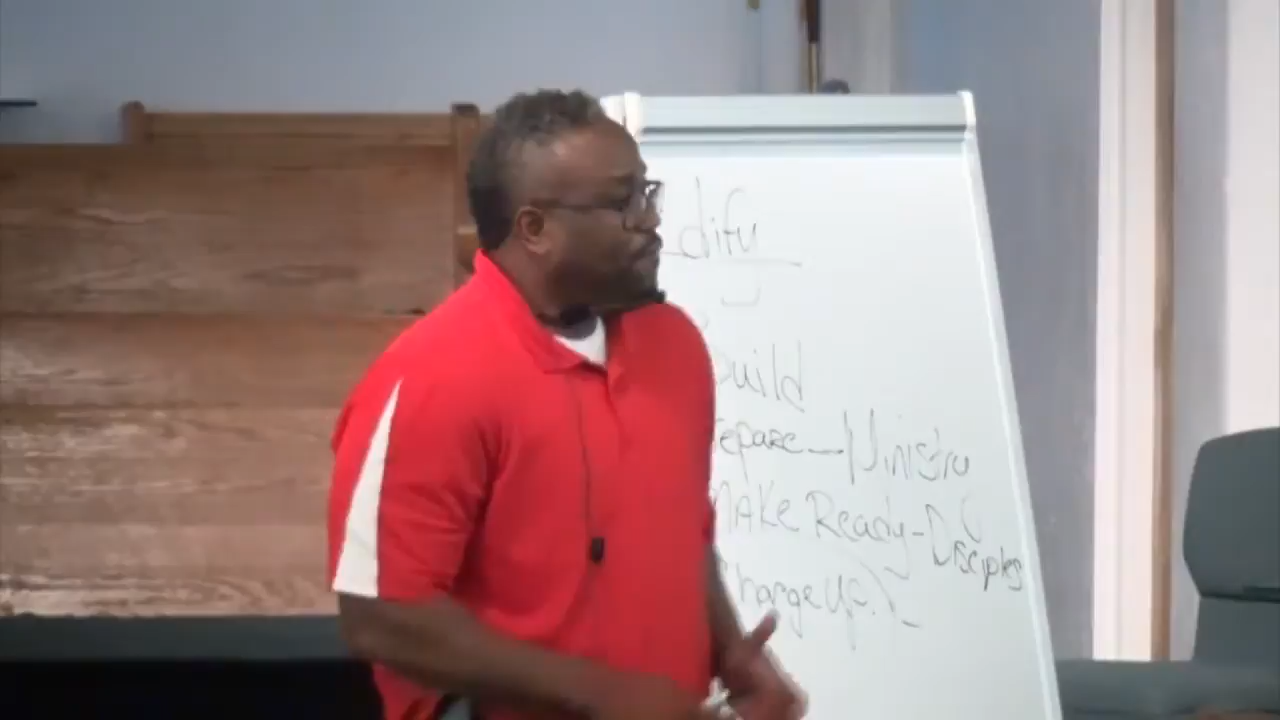 dify
uild
epare - Ministry
Make Ready - Disciples
harge Up.